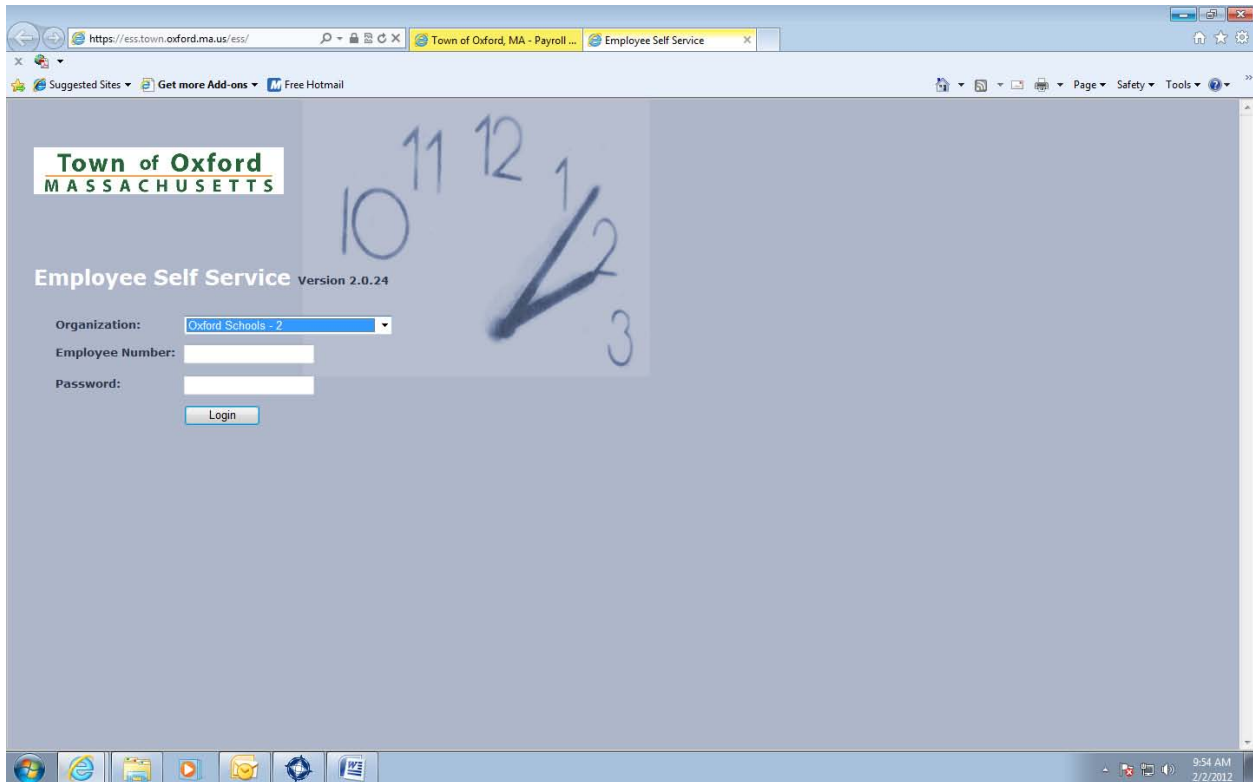 https://ess.town.oxford.ma.us/ess/
Town of Oxford, MA - Payroll ...
Employee Self Service
Suggested Sites
Get more Add-ons
Free Hotmail
Page
Safety
Tools
Town of Oxford
MASSACHUSETTS
10 11 12 1 2 3
Employee Self Service Version 2.0.24
Organization: Oxford Schools - 2
Employee Number:
Password:
Login
9:54 AM
2/2/2012